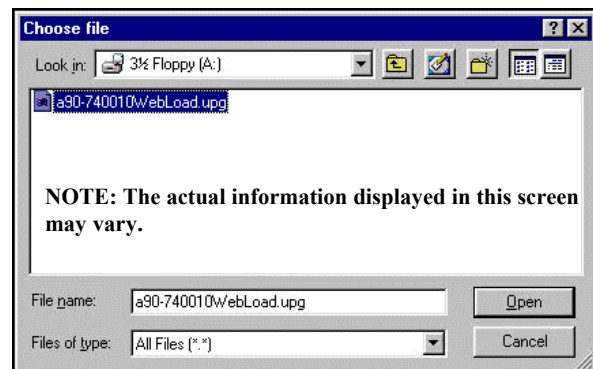 Choose file
Look in: 3½ Floppy (A:)
a90-740010WebLoad.upg
NOTE: The actual information displayed in this screen
may vary.
File name: a90-740010WebLoad.upg Open
Files of type: All Files (*.*) Cancel